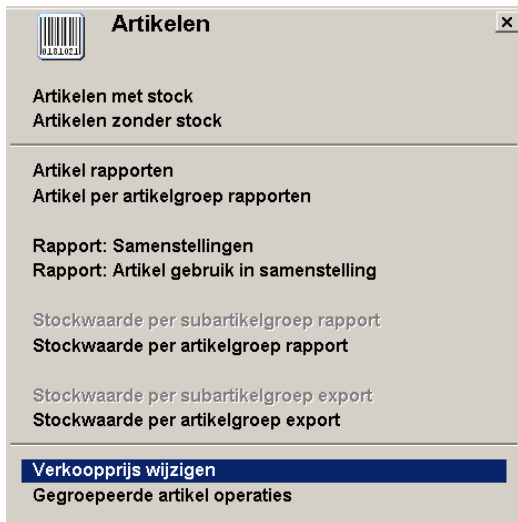 Artikelen
Artikelen met stock
Artikelen zonder stock
Artikel rapporten
Artikel per artikelgroep rapporten
Rapport: Samenstellingen
Rapport: Artikel gebruik in samenstelling
Stockwaarde per subartikelgroep rapport
Stockwaarde per artikelgroep rapport
Stockwaarde per subartikelgroep export
Stockwaarde per artikelgroep export
Verkoopprijs wijzigen
Gegroepeerde artikel operaties